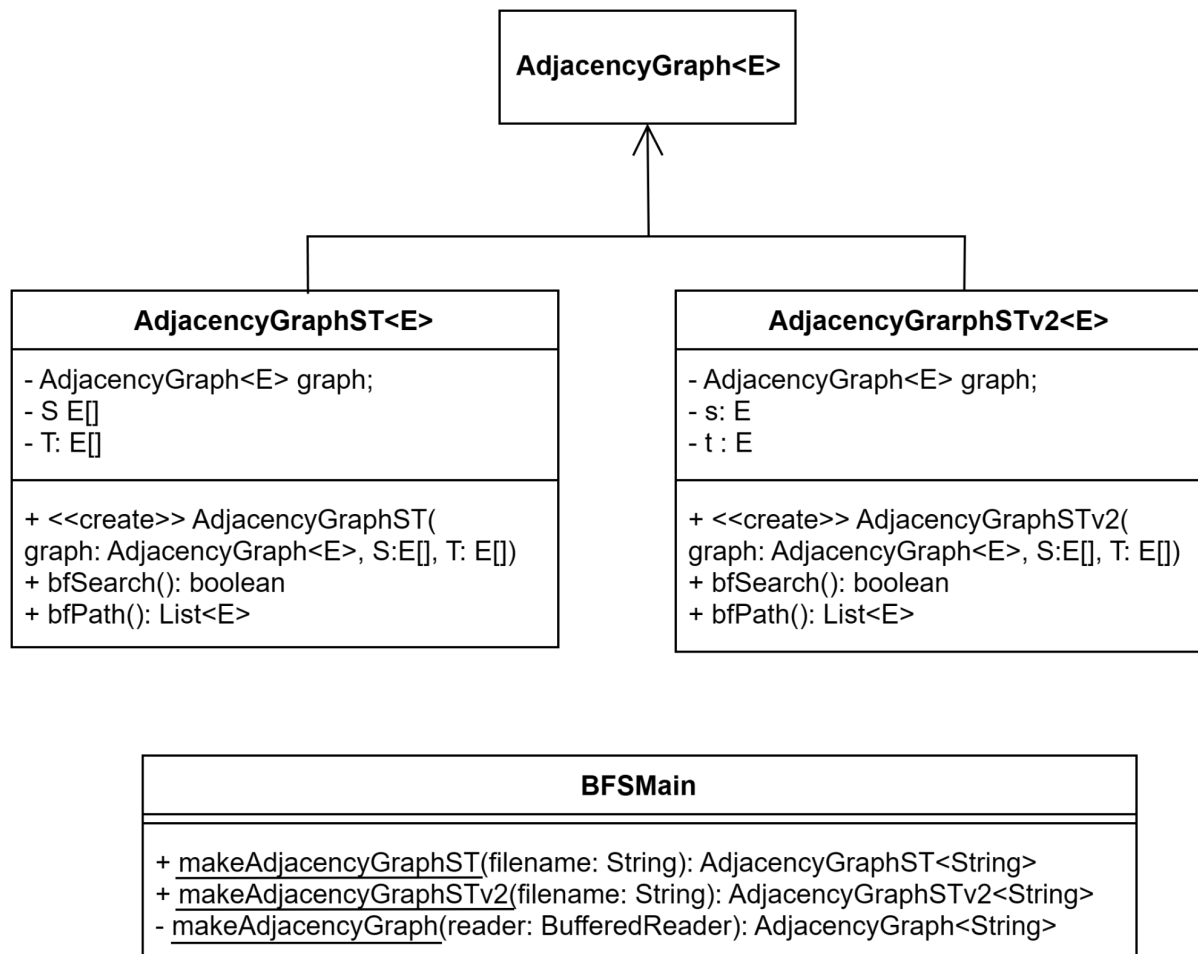 AdjacencyGraph<E>
AdjacencyGraphST<E>
- AdjacencyGraph<E> graph;
- S E[]
- T: E[]
+ <<create>> AdjacencyGraphST(
graph: AdjacencyGraph<E>, S:E[], T: E[])
+ bfSearch(): boolean
+ bfPath(): List<E>
AdjacencyGrarphSTv2<E>
- AdjacencyGraph<E> graph;
- s: E
- t : E
+ <<create>> AdjacencyGraphSTv2(
graph: AdjacencyGraph<E>, S:E[], T: E[])
+ bfSearch(): boolean
+ bfPath(): List<E>
BFSMain
+ makeAdjacencyGraphST(filename: String): AdjacencyGraphST<String>
+ makeAdjacencyGraphSTv2(filename: String): AdjacencyGraphSTv2<String>
- makeAdjacencyGraph(reader: BufferedReader): AdjacencyGraph<String>